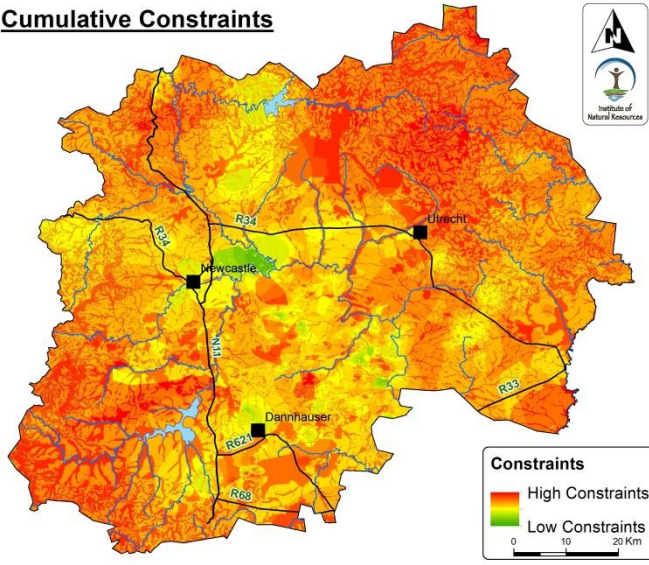 Cumulative Constraints
N
Institute of
Natural Resources
R34
Utrecht
R34
Newcastle
N11
R33
Dannhauser
R621
R68
Constraints
High Constraints
Low Constraints
0 10 20 Km